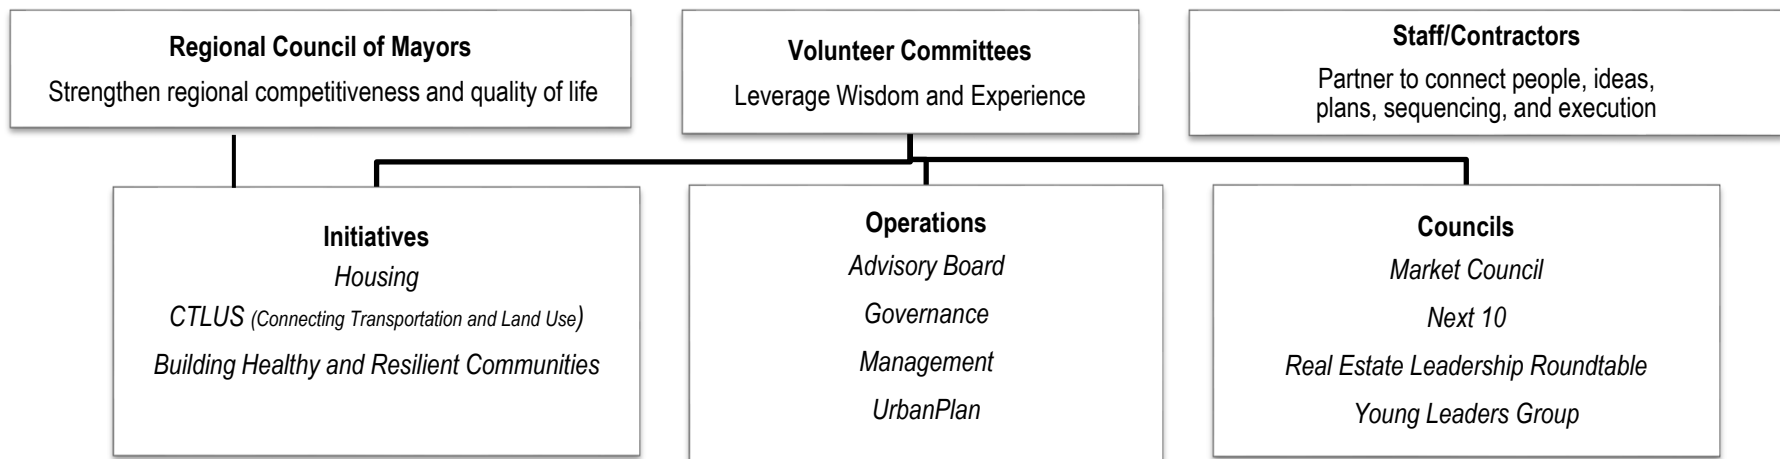 Regional Council of Mayors
Strengthen regional competitiveness and quality of life
Volunteer Committees
Leverage Wisdom and Experience
Staff/Contractors
Partner to connect people, ideas,
plans, sequencing, and execution
Initiatives
Housing
CTLUS (Connecting Transportation and Land Use)
Building Healthy and Resilient Communities
Operations
Advisory Board
Governance
Management
UrbanPlan
Councils
Market Council
Next 10
Real Estate Leadership Roundtable
Young Leaders Group